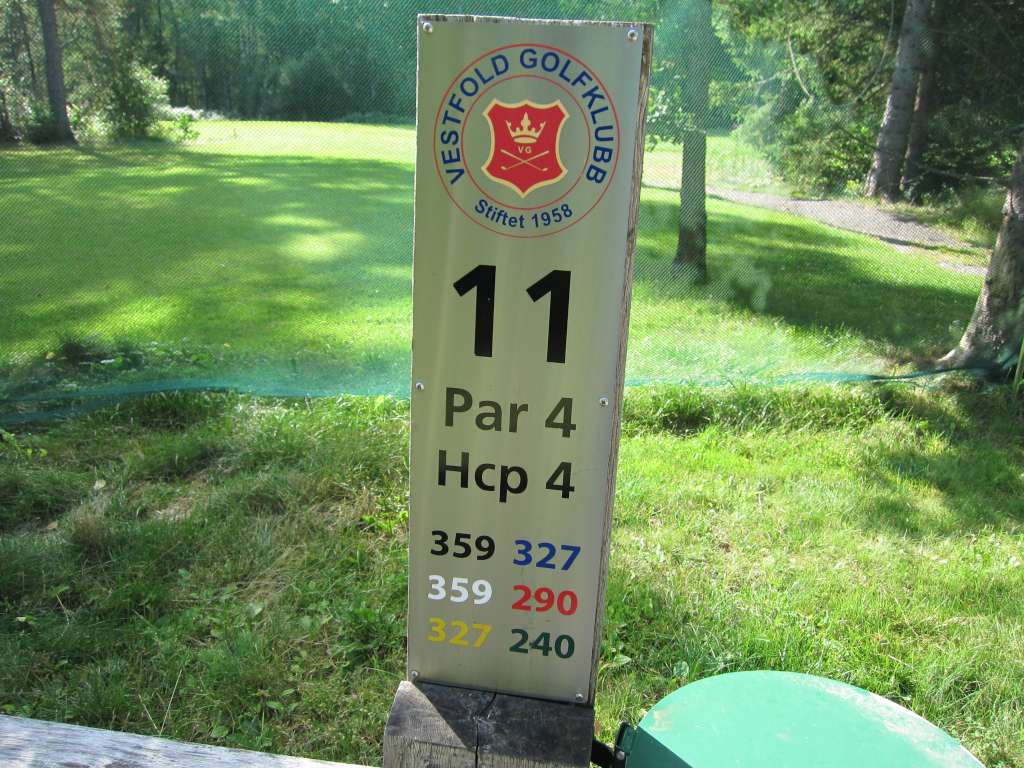 VESTFOLD GOLFKLUBB
VG
Stiftet 1958
11
Par 4
Hcp 4
359 327
359 290
327 240